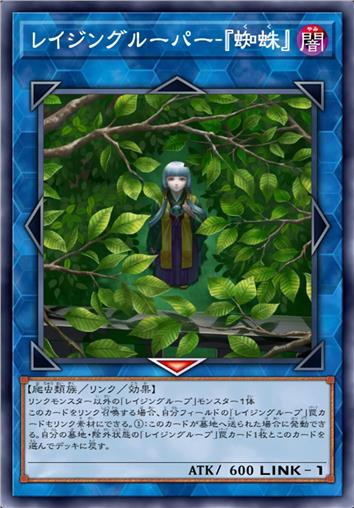 レイジングルーパー-『蜘蛛』 闇
【爬虫類族/リンク/効果】
リンクモンスター以外の「レイジングループ」モンスター1体
このカードをリンク召喚する場合、自分フィールドの「レイジングループ」罠
カードもリンク素材にできる。①:このカードが墓地へ送られた場合に発動でき
る。自分の墓地・除外状態の「レイジングループ」罠カード1枚とこのカードを
選んでデッキに戻す。
ATK/ 600 LINK-1